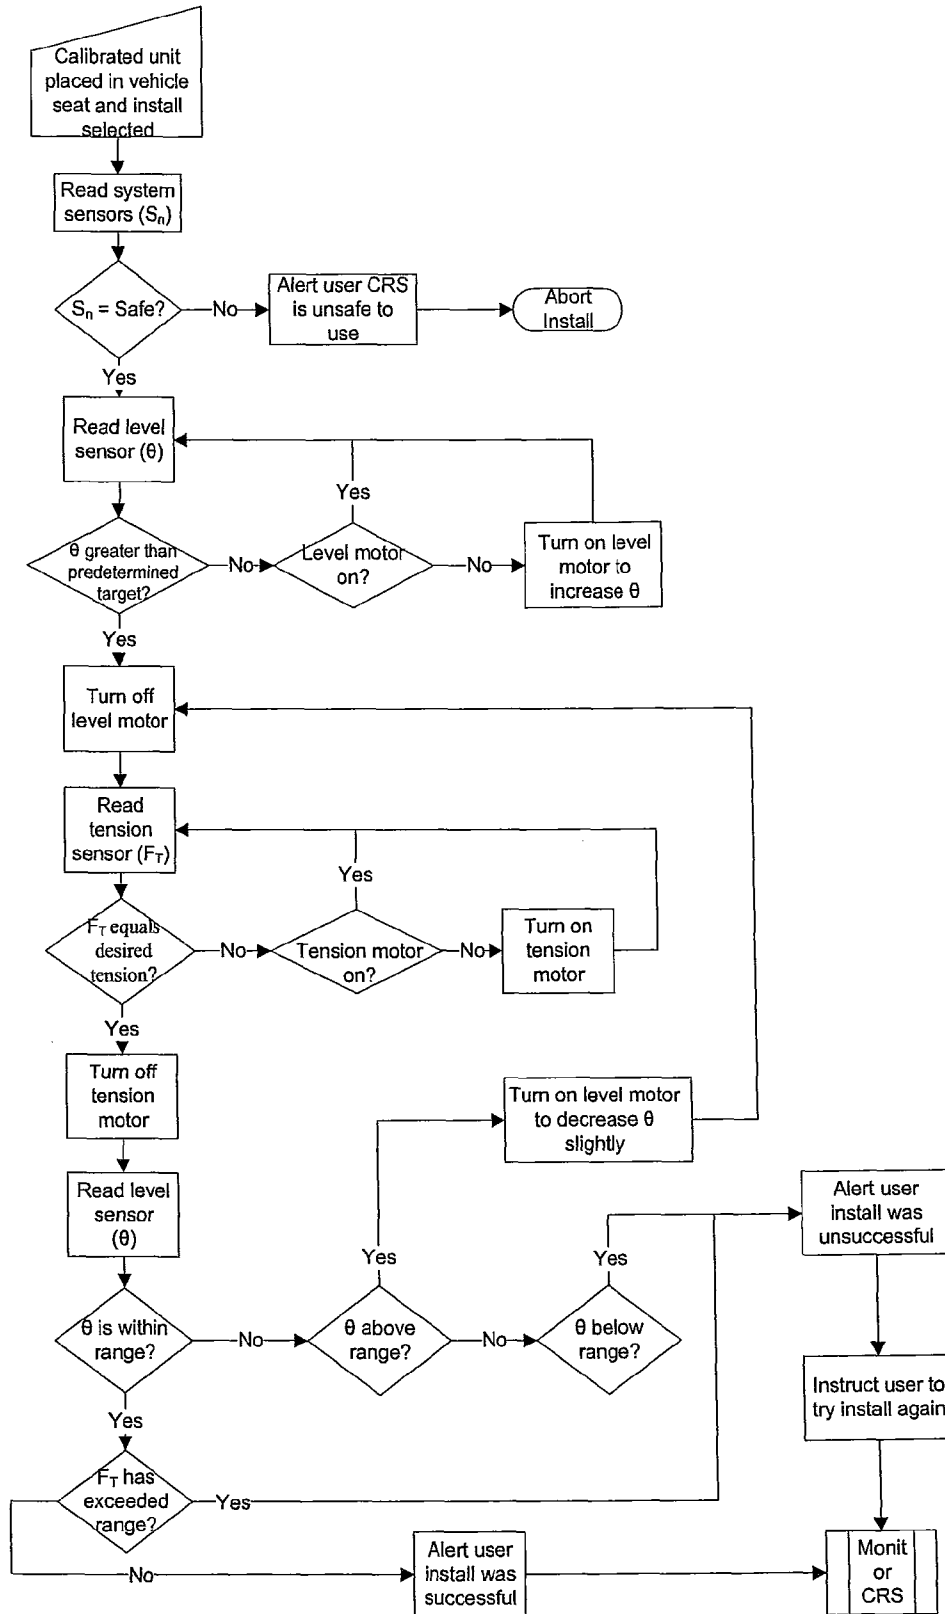 Calibrated unit
placed in vehicle
seat and install
selected
Read system
sensors (Sn)
Sn = Safe?
No
Alert user CRS
is unsafe to
use
Abort
Install
Yes
Read level
sensor (θ)
Yes
θ greater than
predetermined
target?
No
Level motor
on?
No
Turn on level
motor to
increase θ
Yes
Turn off
level motor
Read
tension
sensor (FT)
Yes
FT equals
desired
tension?
No
Tension motor
on?
No
Turn on
tension
motor
Yes
Turn off
tension
motor
Turn on level motor
to decrease θ
slightly
Read level
sensor
(θ)
Alert user
install was
unsuccessful
Yes
Yes
θ is within
range?
No
θ above
range?
No
θ below
range?
Instruct user to
try install again
Yes
FT has
exceeded
range?
Yes
No
Alert user
install was
successful
Monit
or
CRS